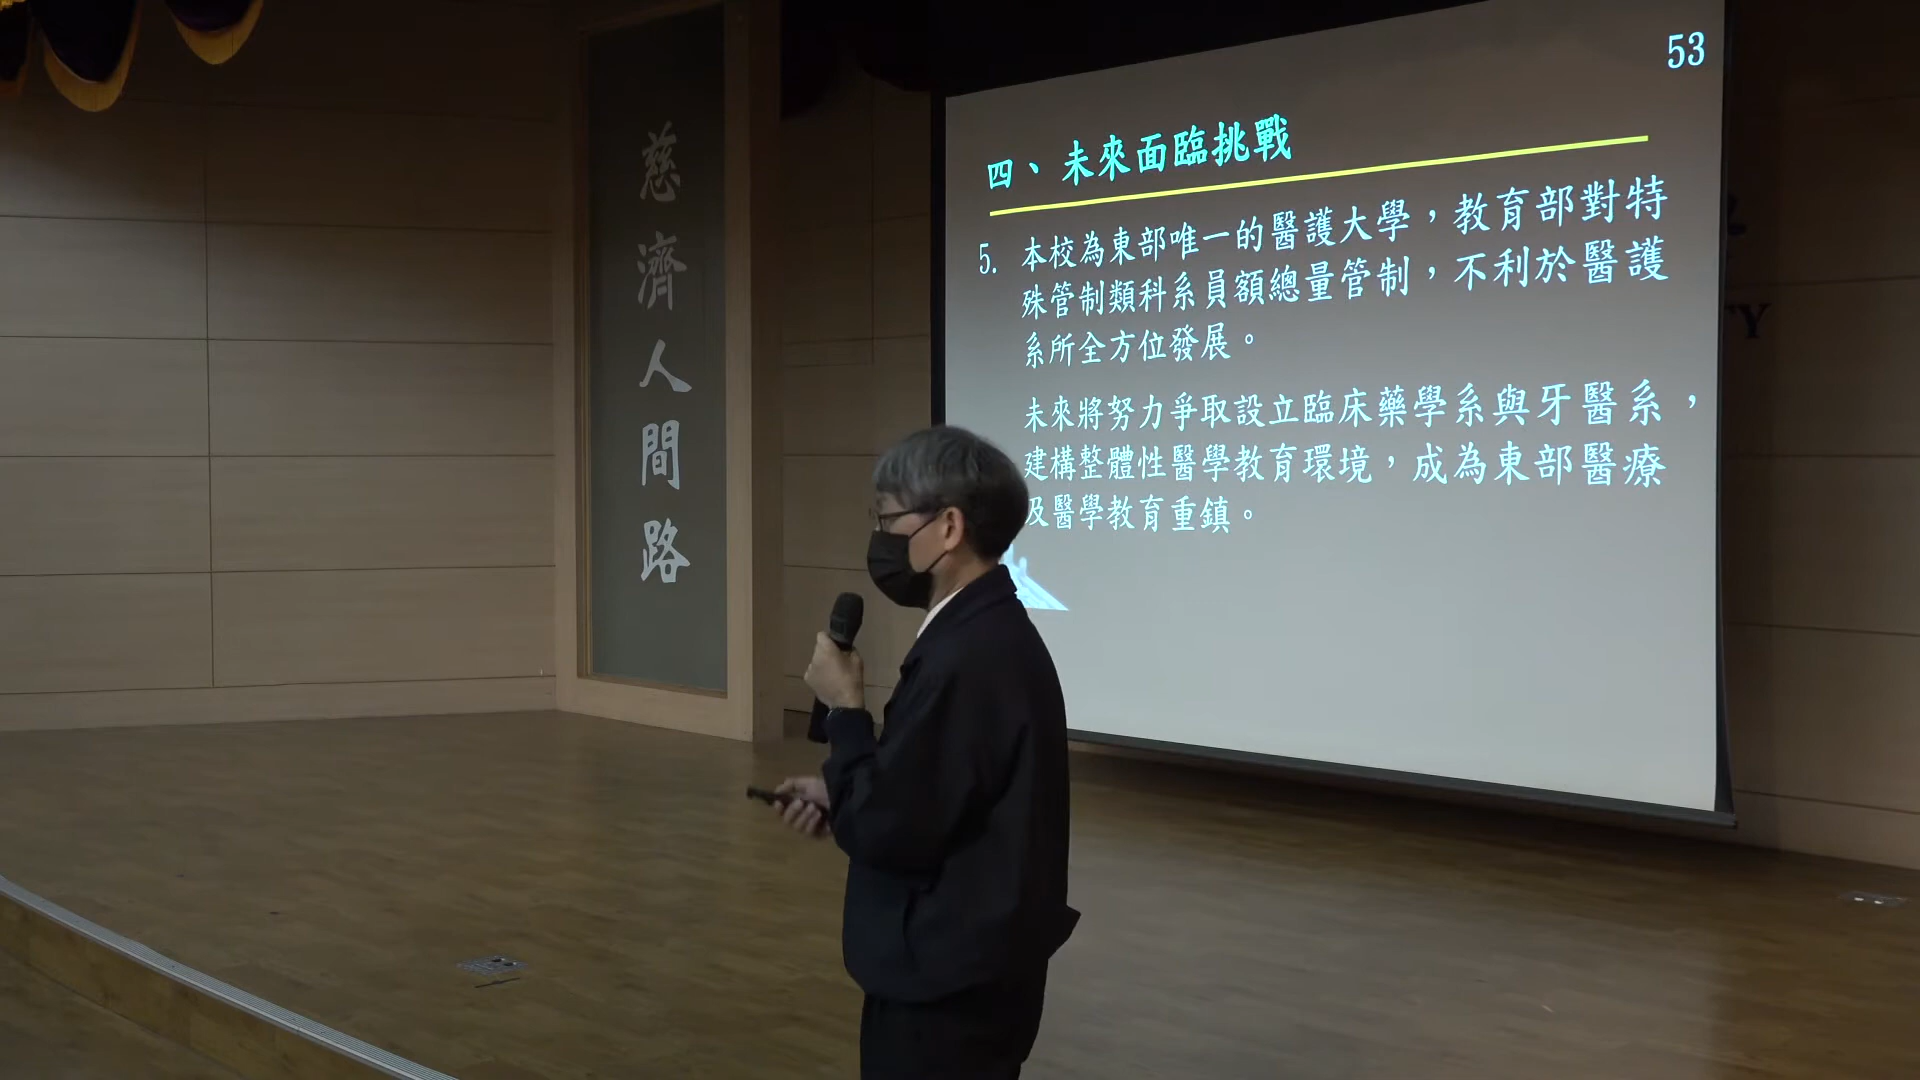 慈濟人間路
53
四、未來面臨挑戰
5. 本校為東部唯一的醫護大學，教育部對特
殊管制類科系員額總量管制，不利於醫護
系所全方位發展。
未來將努力爭取設立臨床藥學系與牙醫系，
建構整體性醫學教育環境，成為東部醫療
及醫學教育重鎮。
Y